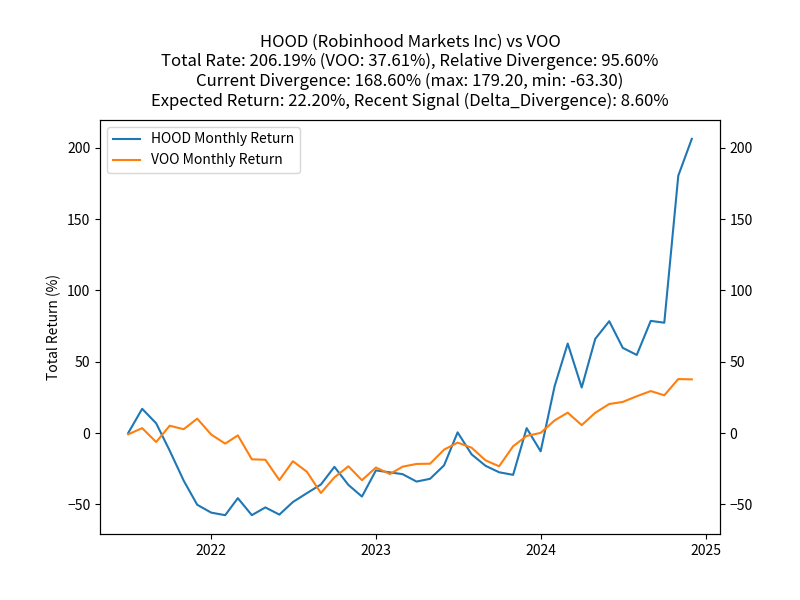 HOOD (Robinhood Markets Inc) vs VOO
Total Rate: 206.19% (VOO: 37.61%), Relative Divergence: 95.60%
Current Divergence: 168.60% (max: 179.20, min: -63.30)
Expected Return: 22.20%, Recent Signal (Delta_Divergence): 8.60%
HOOD Monthly Return
VOO Monthly Return
Total Return (%)
200
150
100
50
0
−50
200
150
100
50
0
−50
2022
2023
2024
2025